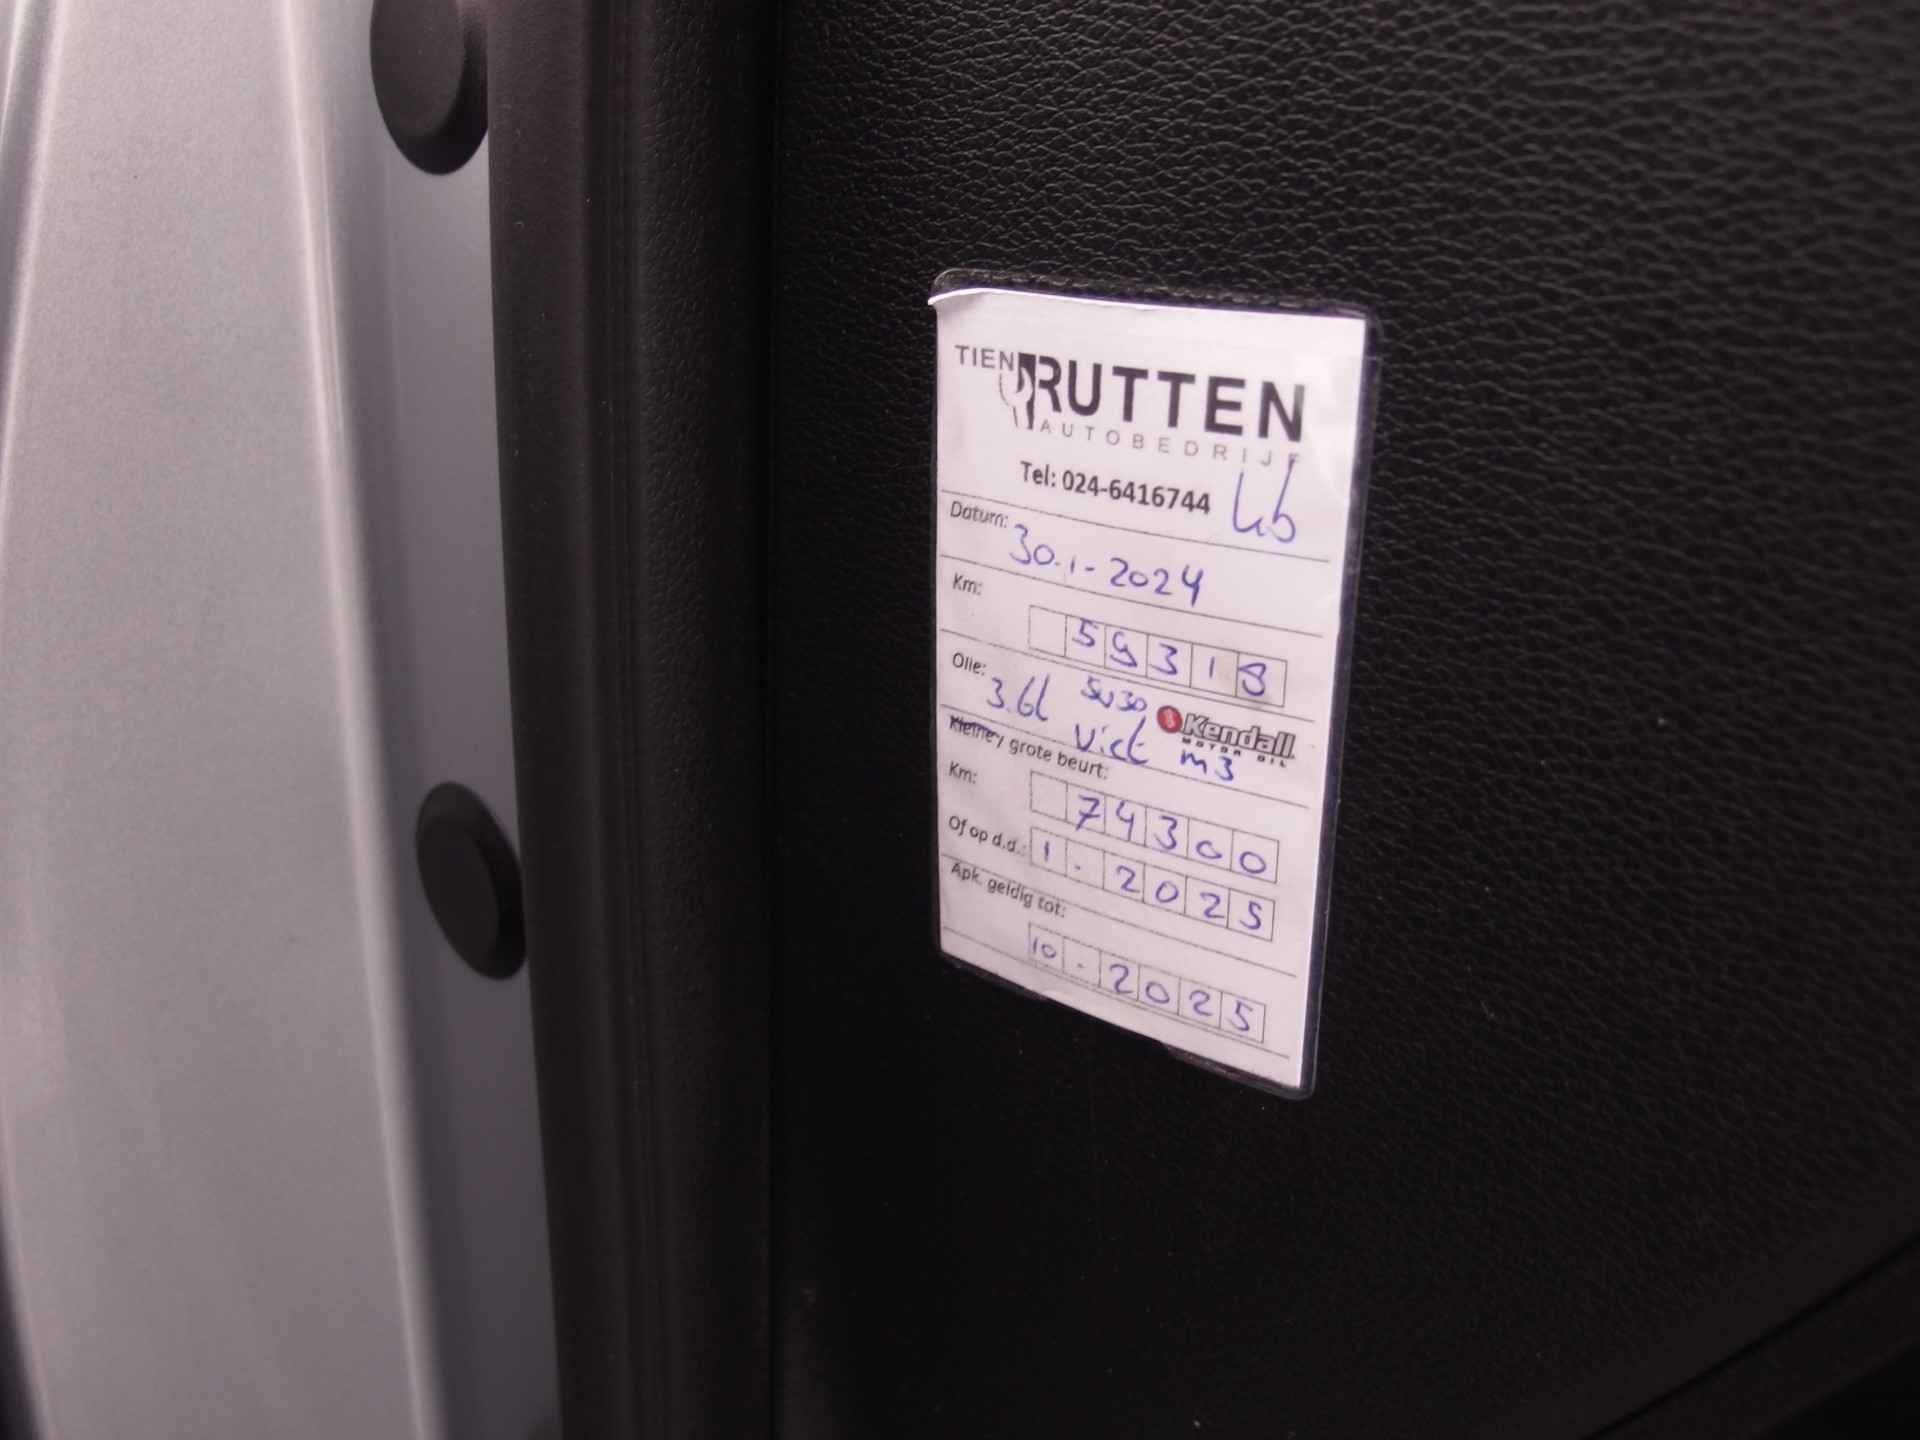 TIEN RUTTEN
AUTOBEDRIJF
Tel: 024-6416744
Datum:
30-1-2024
Km:
59318
Olie: 3.6l 5w30 Kendall
MOTOR OIL
Kleine / grote beurt:
Km: 74300
Of op d.d.: 1-2025
Apk. geldig tot:
10-2025